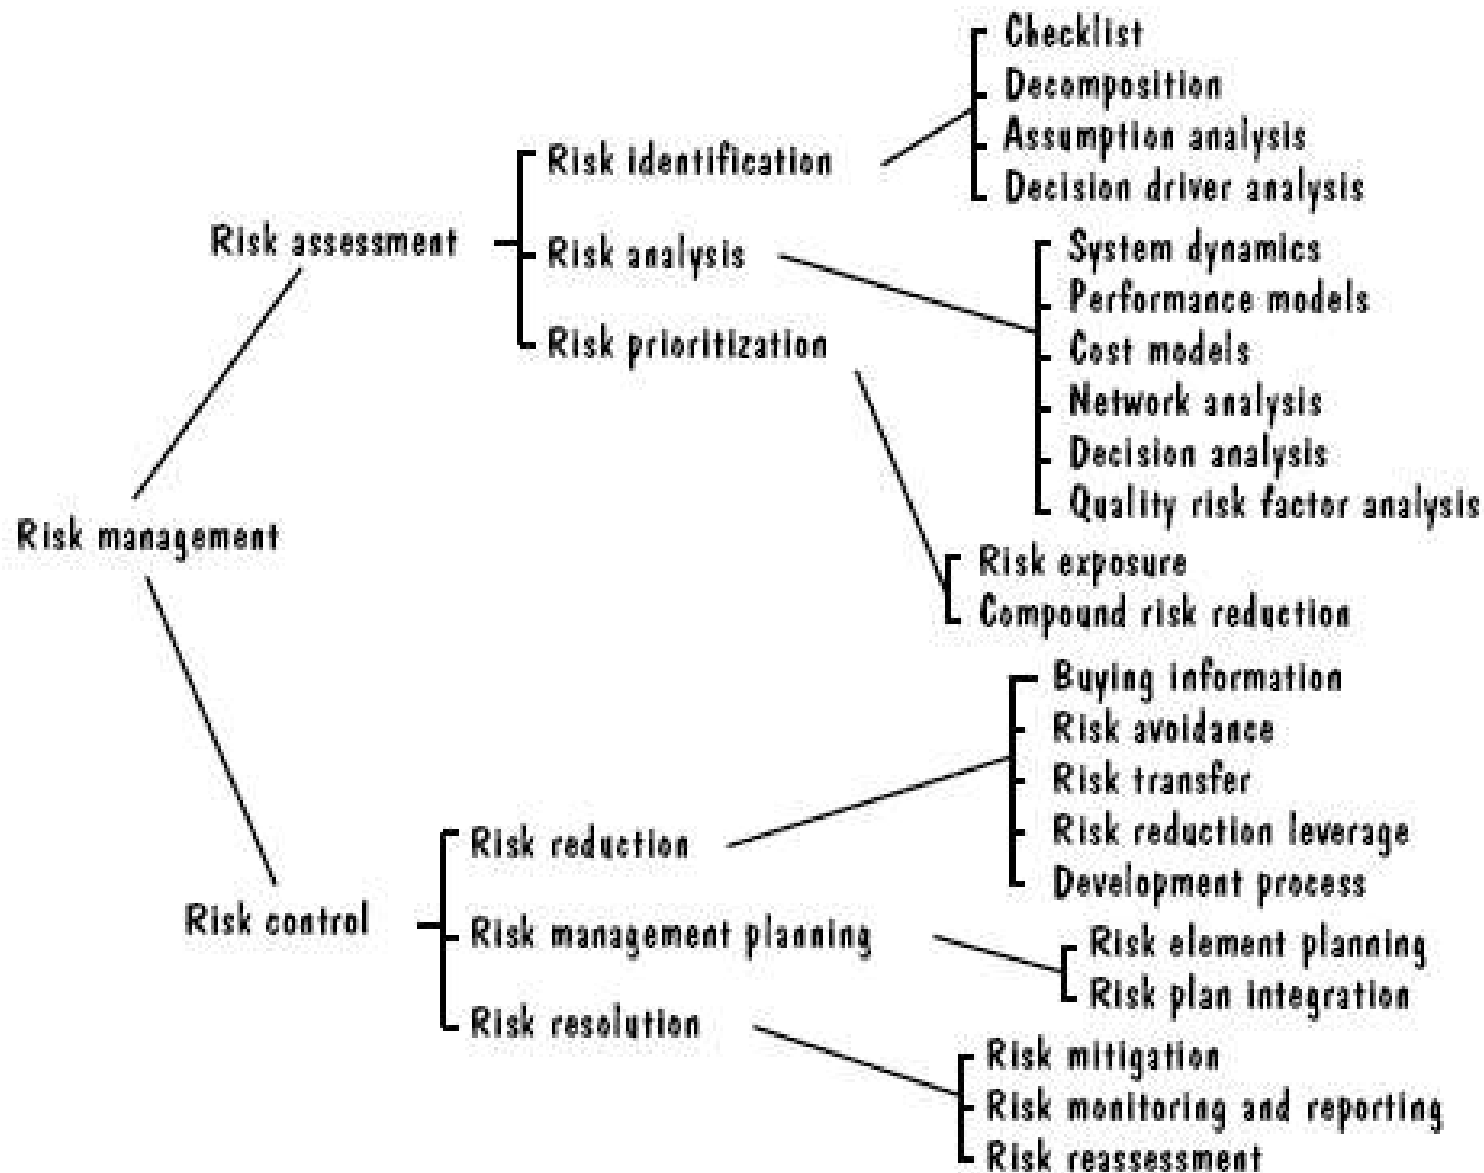 Checklist
Decomposition
Assumption analysis
Decision driver analysis
Risk identification
Risk assessment
Risk analysis
Risk prioritization
System dynamics
Performance models
Cost models
Network analysis
Decision analysis
Quality risk factor analysis
Risk management
Risk exposure
Compound risk reduction
Buying information
Risk avoidance
Risk transfer
Risk reduction leverage
Development process
Risk reduction
Risk control
Risk management planning
Risk resolution
Risk element planning
Risk plan integration
Risk mitigation
Risk monitoring and reporting
Risk reassessment